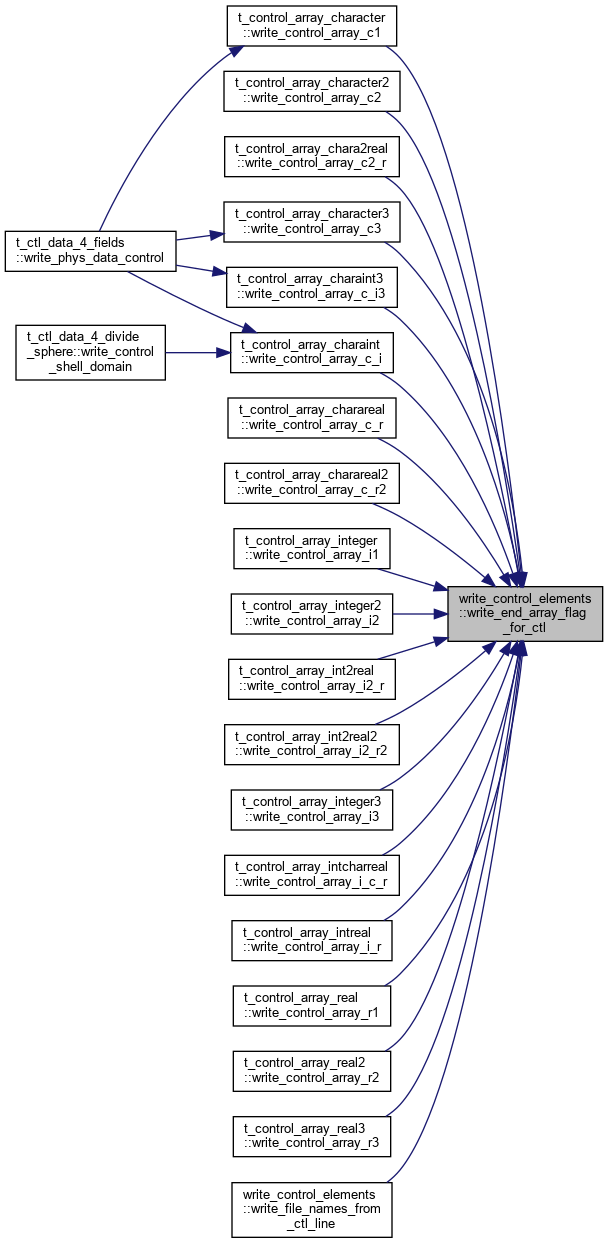 t_control_array_character
::write_control_array_c1
t_control_array_character2
::write_control_array_c2
t_control_array_chara2real
::write_control_array_c2_r
t_control_array_character3
::write_control_array_c3
t_ctl_data_4_fields
::write_phys_data_control
t_control_array_charaint3
::write_control_array_c_i3
t_ctl_data_4_divide
_sphere::write_control
_shell_domain
t_control_array_charaint
::write_control_array_c_i
t_control_array_charareal
::write_control_array_c_r
t_control_array_charareal2
::write_control_array_c_r2
t_control_array_integer
::write_control_array_i1
write_control_elements
::write_end_array_flag
_for_ctl
t_control_array_integer2
::write_control_array_i2
t_control_array_int2real
::write_control_array_i2_r
t_control_array_int2real2
::write_control_array_i2_r2
t_control_array_integer3
::write_control_array_i3
t_control_array_intcharreal
::write_control_array_i_c_r
t_control_array_intreal
::write_control_array_i_r
t_control_array_real
::write_control_array_r1
t_control_array_real2
::write_control_array_r2
t_control_array_real3
::write_control_array_r3
write_control_elements
::write_file_names_from
_ctl_line